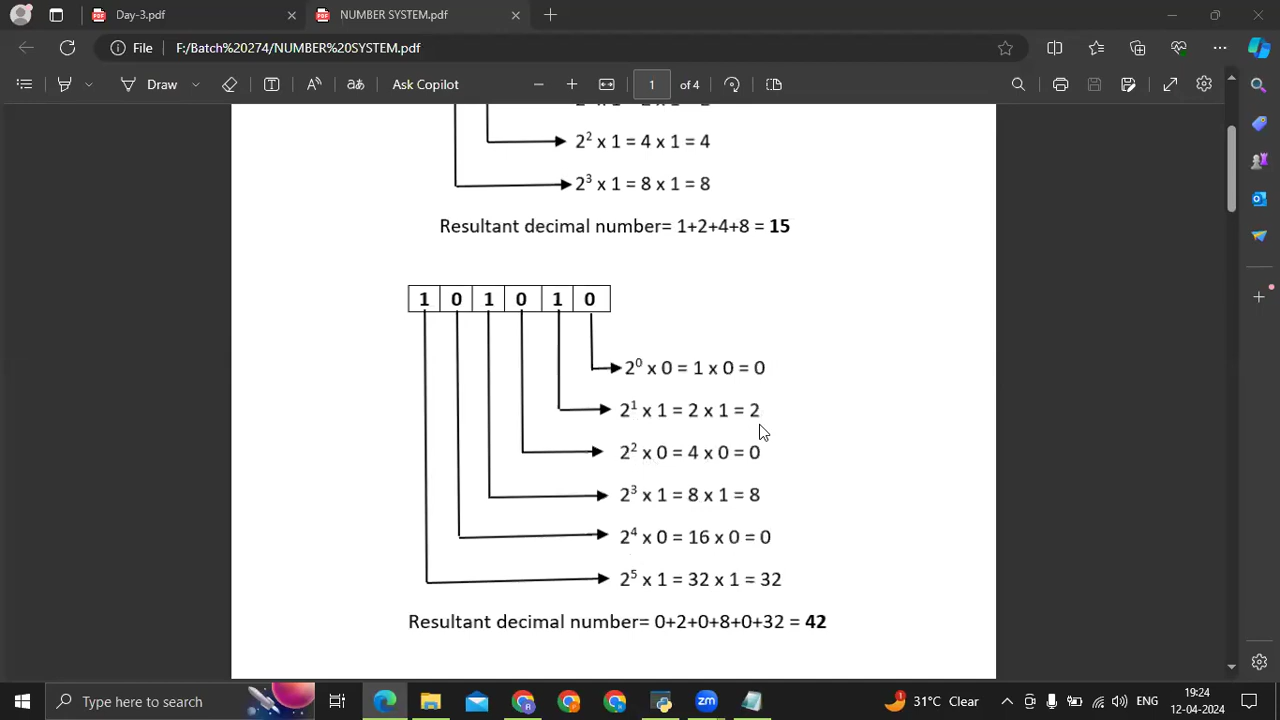 Day-3.pdf
NUMBER SYSTEM.pdf
File
F:/Batch%20274/NUMBER%20SYSTEM.pdf
Draw
aあ
Ask Copilot
1 of 4
2² x 1 = 4 x 1 = 4
2³ x 1 = 8 x 1 = 8
Resultant decimal number= 1+2+4+8 = 15
1 0 1 0 1 0
2⁰ x 0 = 1 x 0 = 0
2¹ x 1 = 2 x 1 = 2
2² x 0 = 4 x 0 = 0
2³ x 1 = 8 x 1 = 8
2⁴ x 0 = 16 x 0 = 0
2⁵ x 1 = 32 x 1 = 32
Resultant decimal number= 0+2+0+8+0+32 = 42
Type here to search
31°C Clear
ENG
19:24
12-04-2024